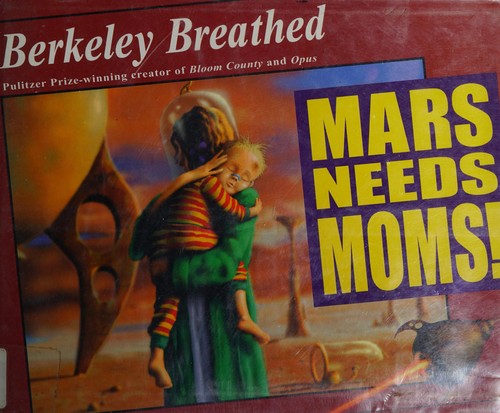 Berkeley Breathed
Pulitzer Prize-winning creator of Bloom County and Opus
MARS
NEEDS
MOMS!